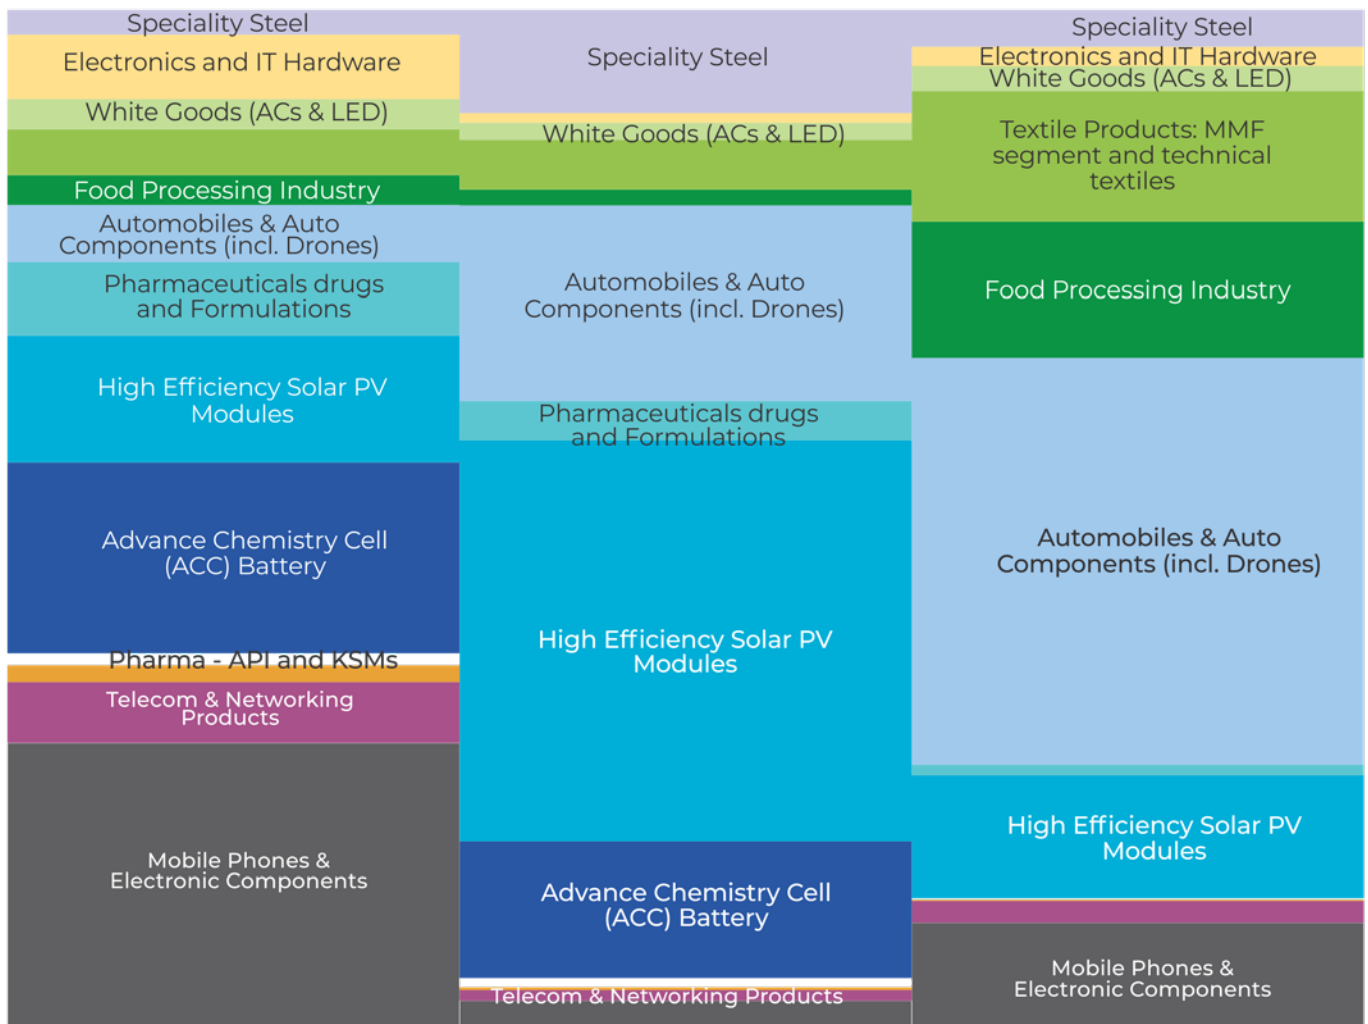 Speciality Steel
Electronics and IT Hardware
White Goods (ACs & LED)
Food Processing Industry
Automobiles & Auto
Components (incl. Drones)
Pharmaceuticals drugs
and Formulations
High Efficiency Solar PV
Modules
Advance Chemistry Cell
(ACC) Battery
Pharma - API and KSMs
Telecom & Networking
Products
Mobile Phones &
Electronic Components
Speciality Steel
White Goods (ACs & LED)
Automobiles & Auto
Components (incl. Drones)
Pharmaceuticals drugs
and Formulations
High Efficiency Solar PV
Modules
Advance Chemistry Cell
(ACC) Battery
Telecom & Networking Products
Speciality Steel
Electronics and IT Hardware
White Goods (ACs & LED)
Textile Products: MMF
segment and technical
textiles
Food Processing Industry
Automobiles & Auto
Components (incl. Drones)
High Efficiency Solar PV
Modules
Mobile Phones &
Electronic Components